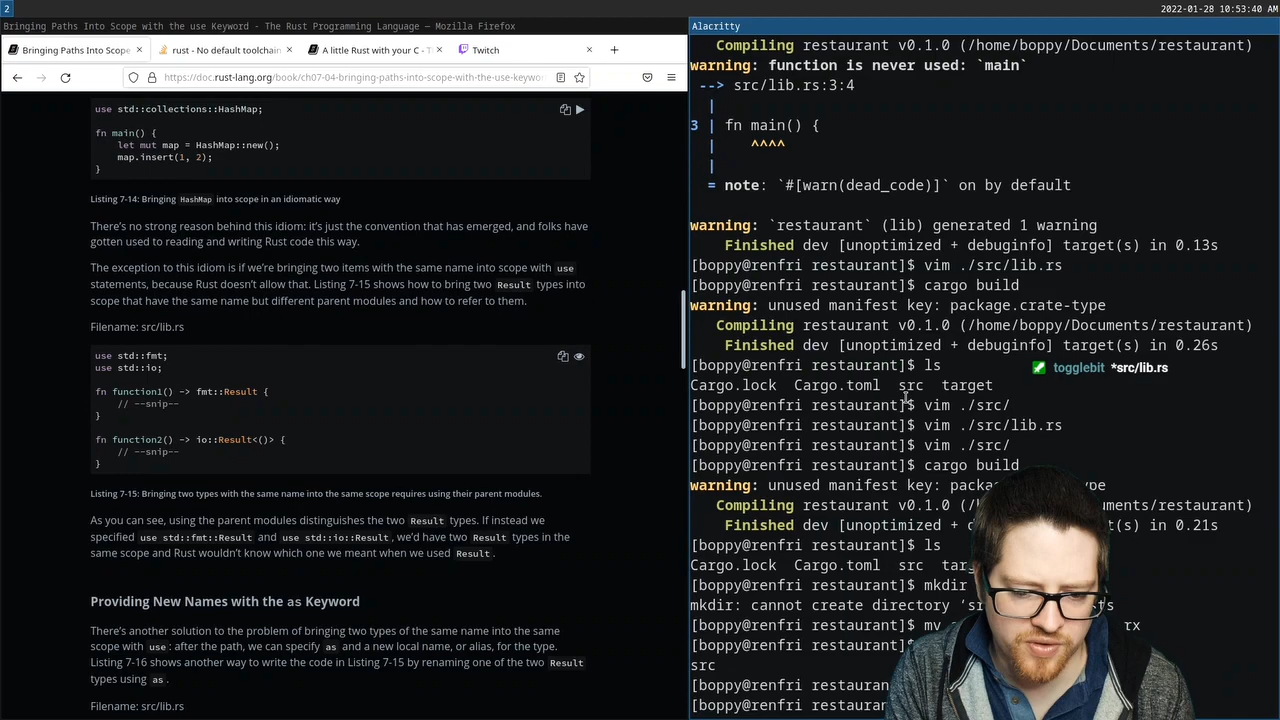 2
2022-01-28 10:53:40 AM
Bringing Paths Into Scope with the use Keyword - The Rust Programming Language — Mozilla Firefox
Bringing Paths Into Scope
rust - No default toolchain
A little Rust with your C - T
Twitch
https://doc.rust-lang.org/book/ch07-04-bringing-paths-into-scope-with-the-use-keywor
use std::collections::HashMap;
fn main() {
let mut map = HashMap::new();
map.insert(1, 2);
}
Listing 7-14: Bringing HashMap into scope in an idiomatic way
There's no strong reason behind this idiom: it's just the convention that has emerged, and folks have
gotten used to reading and writing Rust code this way.
The exception to this idiom is if we're bringing two items with the same name into scope with use
statements, because Rust doesn't allow that. Listing 7-15 shows how to bring two Result types into
scope that have the same name but different parent modules and how to refer to them.
Filename: src/lib.rs
use std::fmt;
use std::io;
fn function1() -> fmt::Result {
// --snip--
}
fn function2() -> io::Result<()> {
// --snip--
}
Listing 7-15: Bringing two types with the same name into the same scope requires using their parent modules.
As you can see, using the parent modules distinguishes the two Result types. If instead we
specified use std::fmt::Result and use std::io::Result, we'd have two Result types in the
same scope and Rust wouldn't know which one we meant when we used Result.
Providing New Names with the as Keyword
There's another solution to the problem of bringing two types of the same name into the same
scope with use: after the path, we can specify as and a new local name, or alias, for the type.
Listing 7-16 shows another way to write the code in Listing 7-15 by renaming one of the two Result
types using as.
Filename: src/lib.rs
Alacritty
Compiling restaurant v0.1.0 (/home/boppy/Documents/restaurant)
warning: function is never used: `main`
--> src/lib.rs:3:4
|
3 | fn main() {
| ^^^^
|
= note: `#[warn(dead_code)]` on by default
warning: `restaurant` (lib) generated 1 warning
Finished dev [unoptimized + debuginfo] target(s) in 0.13s
[boppy@renfri restaurant]$ vim ./src/lib.rs
[boppy@renfri restaurant]$ cargo build
warning: unused manifest key: package.crate-type
Compiling restaurant v0.1.0 (/home/boppy/Documents/restaurant)
Finished dev [unoptimized + debuginfo] target(s) in 0.26s
[boppy@renfri restaurant]$ ls
togglebit *src/lib.rs
Cargo.lock Cargo.toml src target
[boppy@renfri restaurant]$ vim ./src/
[boppy@renfri restaurant]$ vim ./src/lib.rs
[boppy@renfri restaurant]$ vim ./src/
[boppy@renfri restaurant]$ cargo build
warning: unused manifest key: pack
Compiling restaurant v0.1.0 (/home/boppy/Documents/restaurant)
Finished dev [unoptimized + target(s) in 0.21s
[boppy@renfri restaurant]$ ls
Cargo.lock Cargo.toml src
[boppy@renfri restaurant]$ mkdir
mkdir: cannot create directory
[boppy@renfri restaurant]$ mv
[boppy@renfri restaurant]$
src
[boppy@renfri restauran
[boppy@renfri restauran